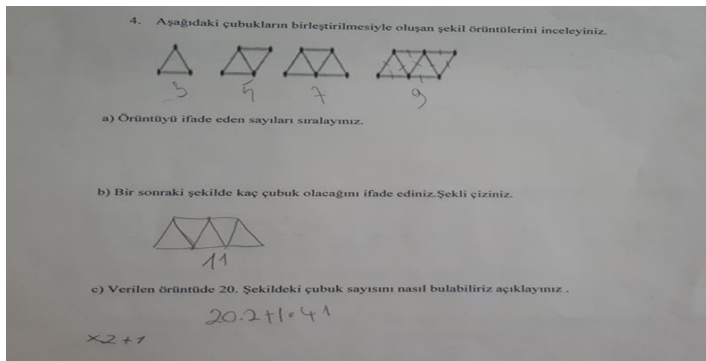 4. Aşağıdaki çubukların birleştirilmesiyle oluşan şekil örüntülerini inceleyiniz.
3 5 7 9
a) Örüntüyü ifade eden sayıları sıralayınız.
b) Bir sonraki şekilde kaç çubuk olacağını ifade ediniz.Şekli çiziniz.
11
c) Verilen örüntüde 20. Şekildeki çubuk sayısını nasıl bulabiliriz açıklayınız .
20.2+1=41
x2+1